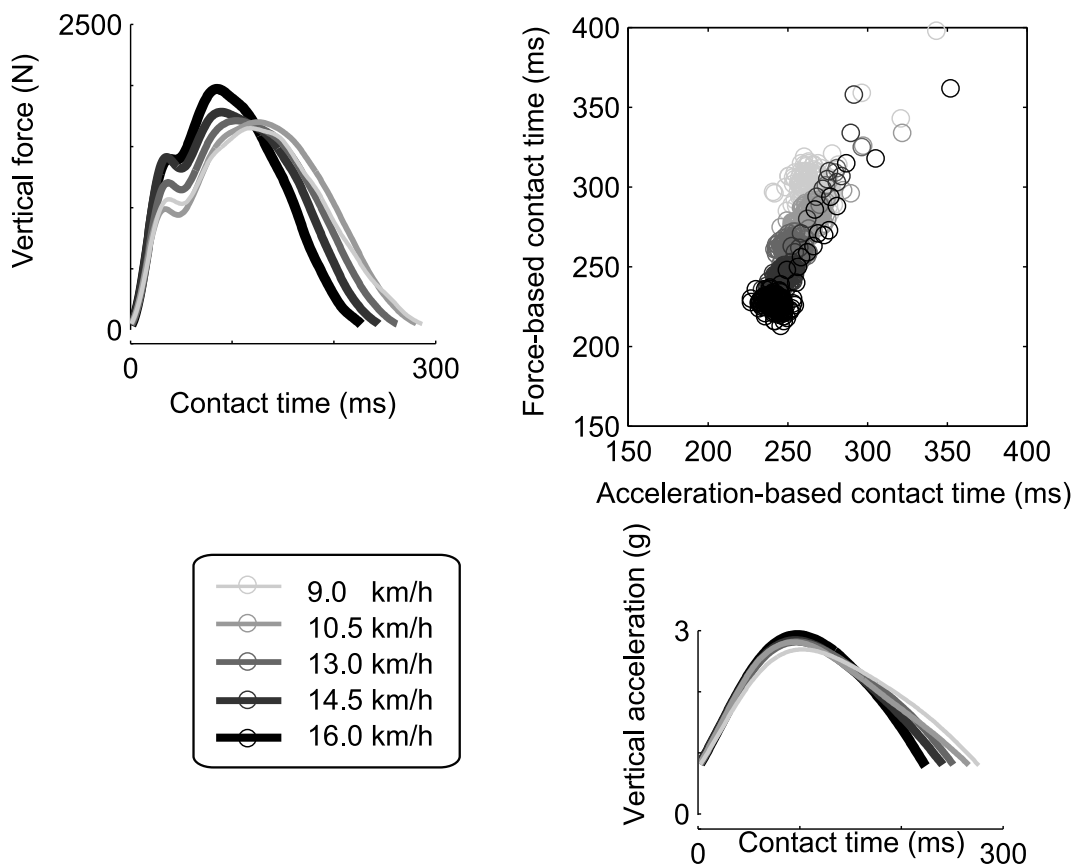 2500
Vertical force (N)
0
0
300
Contact time (ms)
400
350
300
250
200
150
Force-based contact time (ms)
150
200
250
300
350
400
Acceleration-based contact time (ms)
9.0 km/h
10.5 km/h
13.0 km/h
14.5 km/h
16.0 km/h
Vertical acceleration (g)
3
0
0
300
Contact time (ms)